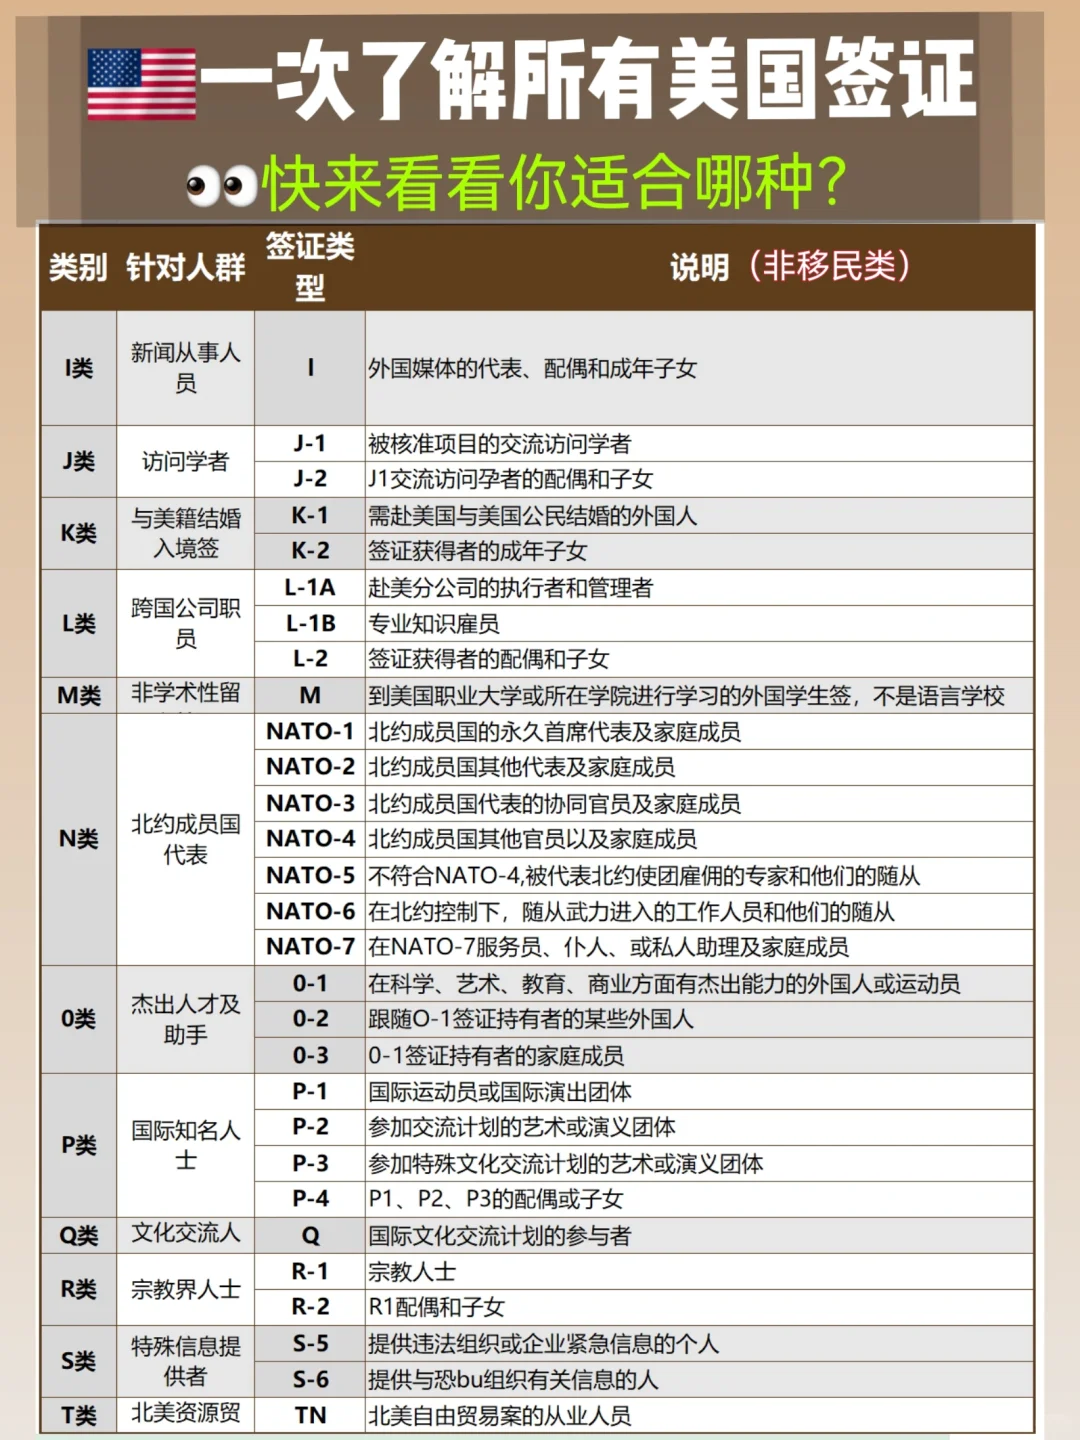 一次了解所有美国签证
快来看看你适合哪种？
类别 针对人群 签证类型 说明（非移民类）
I类 新闻从事人员 I 外国媒体的代表、配偶和成年子女
J类 访问学者 J-1 被核准项目的交流访问学者
J-2 J1交流访问孕者的配偶和子女
K类 与美籍结婚入境签 K-1 需赴美国与美国公民结婚的外国人
K-2 签证获得者的成年子女
L类 跨国公司职员 L-1A 赴美分公司的执行者和管理者
L-1B 专业知识雇员
L-2 签证获得者的配偶和子女
M类 非学术性留 M 到美国职业大学或所在学院进行学习的外国学生签，不是语言学校
N类 北约成员国代表 NATO-1 北约成员国的永久首席代表及家庭成员
NATO-2 北约成员国其他代表及家庭成员
NATO-3 北约成员国代表的协同官员及家庭成员
NATO-4 北约成员国其他官员以及家庭成员
NATO-5 不符合NATO-4,被代表北约使团雇佣的专家和他们的随从
NATO-6 在北约控制下，随从武力进入的工作人员和他们的随从
NATO-7 在NATO-7服务员、仆人、或私人助理及家庭成员
0类 杰出人才及助手 0-1 在科学、艺术、教育、商业方面有杰出能力的外国人或运动员
0-2 跟随O-1签证持有者的某些外国人
0-3 0-1签证持有者的家庭成员
P类 国际知名人士 P-1 国际运动员或国际演出团体
P-2 参加交流计划的艺术或演义团体
P-3 参加特殊文化交流计划的艺术或演义团体
P-4 P1、P2、P3的配偶或子女
Q类 文化交流人 Q 国际文化交流计划的参与者
R类 宗教界人士 R-1 宗教人士
R-2 R1配偶和子女
S类 特殊信息提供者 S-5 提供违法组织或企业紧急信息的个人
S-6 提供与恐bu组织有关信息的人
T类 北美资源贸 TN 北美自由贸易案的从业人员